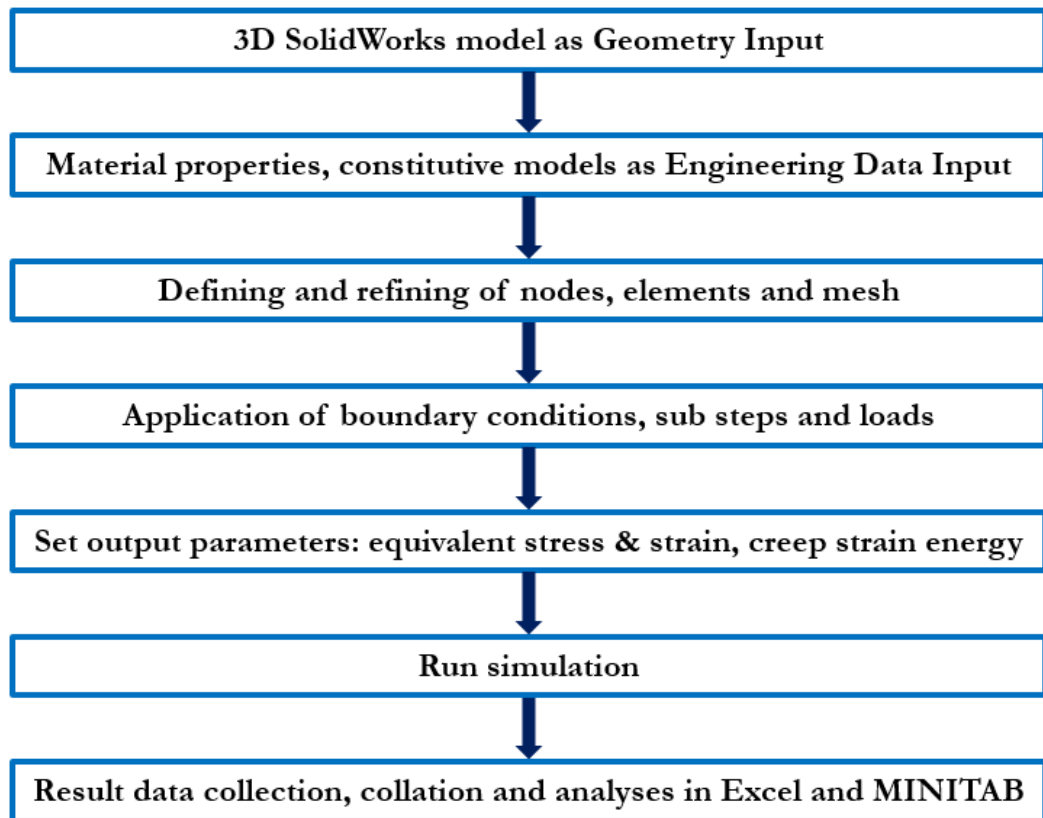 3D SolidWorks model as Geometry Input
Material properties, constitutive models as Engineering Data Input
Defining and refining of nodes, elements and mesh
Application of boundary conditions, sub steps and loads
Set output parameters: equivalent stress & strain, creep strain energy
Run simulation
Result data collection, collation and analyses in Excel and MINITAB